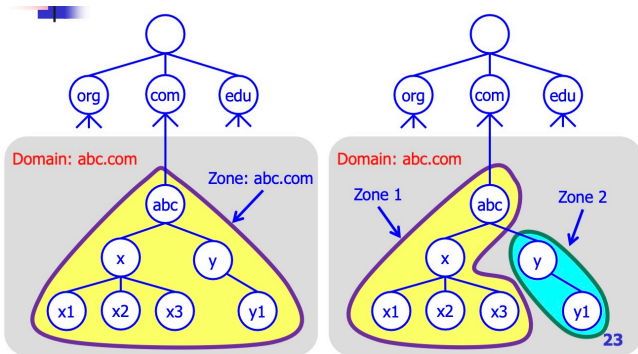 org
com
edu
Domain: abc.com
Zone: abc.com
abc
x
y
x1
x2
x3
y1
org
com
edu
Domain: abc.com
Zone 1
abc
Zone 2
x
y
x1
x2
x3
y1
23